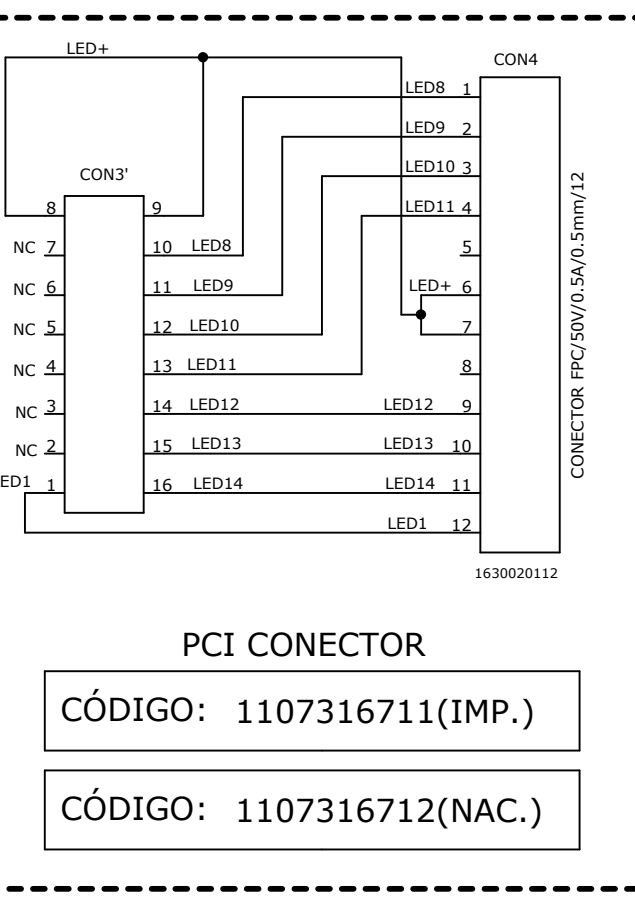 LED+
CON4
LED8 1
LED9 2
CON3'
LED10 3
LED11 4
8 9
NC 7 10 LED8
5
NC 6 11 LED9
LED+ 6
NC 5 12 LED10
7
NC 4 13 LED11
8
NC 3 14 LED12 LED12 9
NC 2 15 LED13 LED13 10
ED1 1 16 LED14 LED14 11
LED1 12
CONECTOR FPC/50V/0.5A/0.5mm/12
1630020112
PCI CONECTOR
CÓDIGO: 1107316711(IMP.)
CÓDIGO: 1107316712(NAC.)